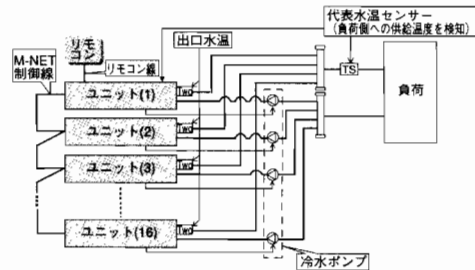 代表水温センサー
(負荷側への供給温度を検知)
M-NET
制御線
リモ
コン
出口水温
リモコン線
TS
負荷
ユニット(1)
Two
ユニット(2)
Two
ユニット(3)
Two
ユニット(16)
Two
冷水ポンプ